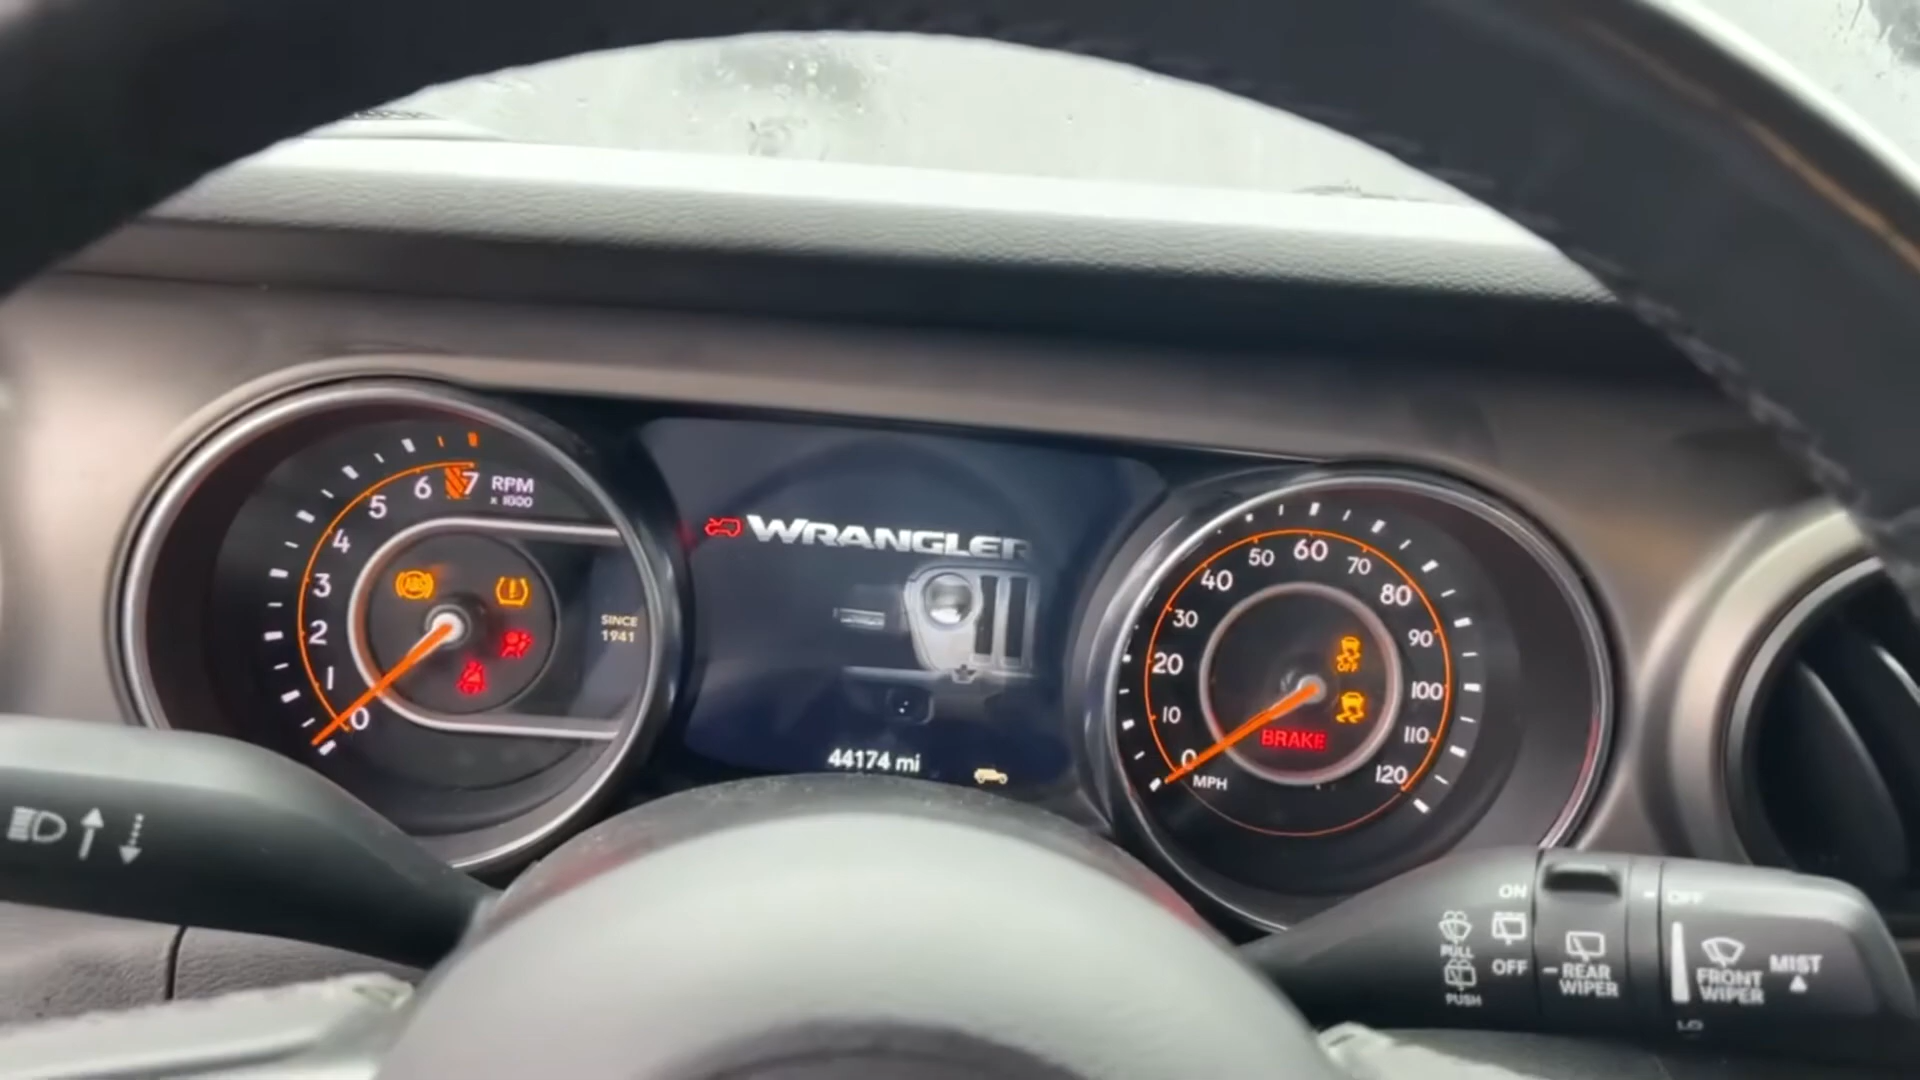 7 RPM
x 1000
6
5
4
3
2
1
0
ABS
SINCE
1941
WRANGLER
44174 mi
60
50
70
40
80
30
90
20
OFF
100
10
BRAKE
110
0
MPH
120
ON
OFF
PULL
PUSH
OFF
REAR
WIPER
FRONT
WIPER
MIST
LO